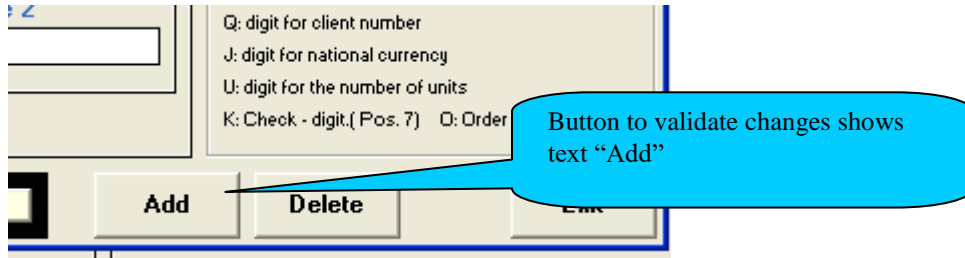 Q: digit for client number
J: digit for national currency
U: digit for the number of units
K: Check - digit.( Pos. 7) O: Order
Button to validate changes shows
text “Add”
Add Delete